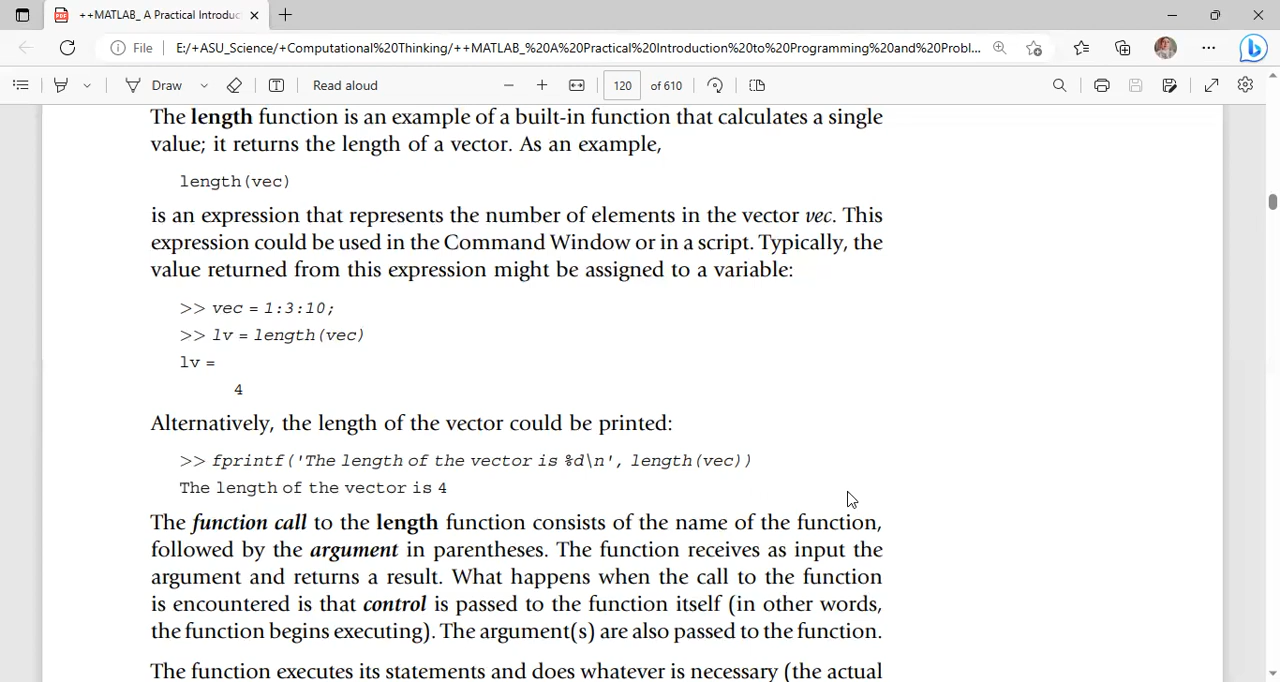 ++MATLAB_ A Practical Introduc
File
E:/+ASU_Science/+Computational%20Thinking/++MATLAB_%20A%20Practical%20Introduction%20to%20Programming%20and%20Probl...
Draw
Read aloud
120 of 610
The length function is an example of a built-in function that calculates a single
value; it returns the length of a vector. As an example,
length(vec)
is an expression that represents the number of elements in the vector vec. This
expression could be used in the Command Window or in a script. Typically, the
value returned from this expression might be assigned to a variable:
>> vec = 1:3:10;
>> lv = length(vec)
lv =
4
Alternatively, the length of the vector could be printed:
>> fprintf('The length of the vector is %d\n', length(vec))
The length of the vector is 4
The function call to the length function consists of the name of the function,
followed by the argument in parentheses. The function receives as input the
argument and returns a result. What happens when the call to the function
is encountered is that control is passed to the function itself (in other words,
the function begins executing). The argument(s) are also passed to the function.
The function executes its statements and does whatever is necessary (the actual